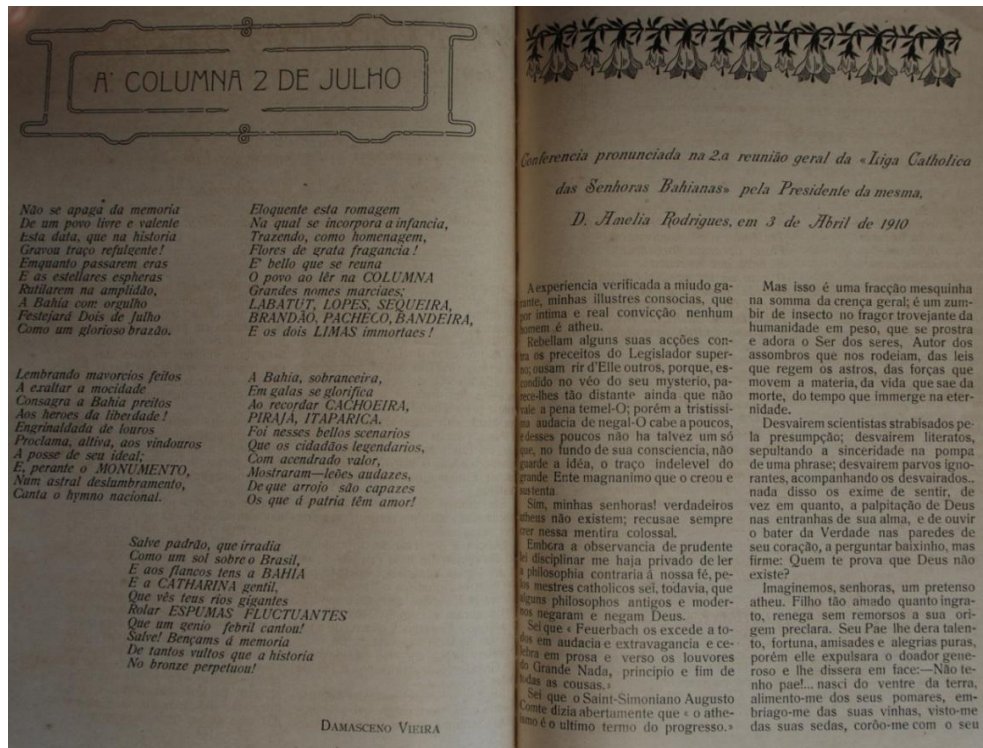 A' COLUMNA 2 DE JULHO
Não se apaga da memoria
De um povo livre e valente
Esta data, que na historia
Gravou traço refulgente!
Emquanto passarem eras
E as estellares espheras
Rutilarem na amplidão,
A Bahia com orgulho
Festejará Dois de Julho
Como um glorioso brazão.
Lembrando mavorcios feitos
A exaltar a mocidade
Consagra a Bahia preitos
Aos heroes da liberdade!
Engrinaldada de louros
Proclama, altiva, aos vindouros
A posse de seu ideal;
E, perante o MONUMENTO,
Num astral deslumbramento,
Canta o hymno nacional.
Eloquente esta romagem
Na qual se incorpora a infancia,
Trazendo, como homenagem,
Flores de grata fragancia!
E' bello que se reuna
O povo ao lêr na COLUMNA
Grandes nomes marciaes;
LABATUT, LOPES, SEQUEIRA,
BRANDÃO, PACHECO, BANDEIRA,
E os dois LIMAS immortaes!
A Bahia, sobranceira,
Em galas se glorifica
Ao recordar CACHOEIRA,
PIRAJÁ, ITAPARICA.
Foi nesses bellos scenarios
Que os cidadãos legendarios,
Com acendrado valor,
Mostraram—leões audazes,
De que arrojo são capazes
Os que á patria têm amor!
Salve padrão, que irradia
Como um sol sobre o Brasil,
E aos flancos tens a BAHIA
E a CATHARINA gentil,
Que vês teus rios gigantes
Rolar ESPUMAS FLUCTUANTES
Que um genio febril cantou!
Salve! Bençams á memoria
De tantos vultos que a historia
No bronze perpetuou!
DAMASCENO VIEIRA
Conferencia pronunciada na 2.a reunião geral da «Liga Catholica
das Senhoras Bahianas» pela Presidente da mesma,
D. Amelia Rodrigues, em 3 de Abril de 1910
A experiencia verificada a miudo ga-
rante, minhas illustres consocias, que
por intima e real convicção nenhum
homem é atheu.
Rebellam alguns suas acções con-
tra os preceitos do Legislador super-
no; ousam rir d'Elle outros, porque, es-
condido no véo do seu mysterio, pa-
rece-lhes tão distante ainda que não
vale a pena temel-O; porém a tristissi-
ma audacia de negal-O cabe a poucos,
e desses poucos não ha talvez um só
que, no fundo de sua consciencia, não
guarde a idéa, o traço indelevel do
grande Ente magnanimo que o creou e
sustenta.
Sim, minhas senhoras! verdadeiros
atheus não existem; recusae sempre
crer nessa mentira colossal.
Embora a observancia de prudente
lei disciplinar me haja privado de ler
a philosophia contraria á nossa fé, pe-
los mestres catholicos sei, todavia, que
alguns philosophos antigos e moder-
nos negaram e negam Deus.
Sei que « Feuerbach os excede a to-
dos em audacia e extravagancia e ce-
lebra em prosa e verso os louvores
do Grande Nada, principio e fim de
todas as cousas.»
Sei que o Saint-Simoniano Augusto
Comte dizia abertamente que « o athe-
ismo é o ultimo termo do progresso.»
Mas isso é uma fracção mesquinha
na somma da crença geral; é um zum-
bir de insecto no fragor trovejante da
humanidade em peso, que se prostra
e adora o Ser dos seres, Autor dos
assombros que nos rodeiam, das leis
que regem os astros, das forças que
movem a materia, da vida que sae da
morte, do tempo que immerge na eter-
nidade.
Desvairem scientistas strabisados pe-
la presumpção; desvairem literatos,
sepultando a sinceridade na pompa
de uma phrase; desvairem parvos igno-
rantes, acompanhando os desvairados..
nada disso os exime de sentir, de
vez em quanto, a palpitação de Deus
nas entranhas de sua alma, e de ouvir
o bater da Verdade nas paredes de
seu coração, a perguntar baixinho, mas
firme: Quem te prova que Deus não
existe?
Imaginemos, senhoras, um pretenso
atheu. Filho tão amado quanto ingra-
to, renega sem remorsos a sua ori-
gem preclara. Seu Pae lhe dera talen-
to, fortuna, amisades e alegrias puras,
porém elle expulsara o doador gene-
roso e lhe dissera em face:—Não te-
nho pae!... nasci do ventre da terra,
alimento-me dos seus pomares, em-
briago-me das suas vinhas, visto-me
das suas sedas, corôo-me com o seu